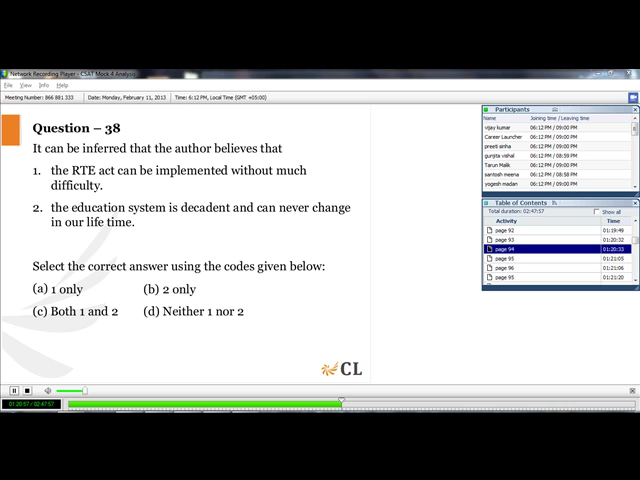 Network Recording Player - CSAT Mock 4 Analysis
File View Info Help
Meeting Number: 866 881 333 Date: Monday, February 11, 2013 Time: 6:12 PM, Local Time (GMT +05:00)
Question – 38
It can be inferred that the author believes that
1. the RTE act can be implemented without much
difficulty.
2. the education system is decadent and can never change
in our life time.
Select the correct answer using the codes given below:
(a) 1 only (b) 2 only
(c) Both 1 and 2 (d) Neither 1 nor 2
CL
Participants
Name Joining time / Leaving time
vijay kumar 06:12 PM / 09:00 PM
Career Launcher 06:12 PM / 09:00 PM
preeti sinha 06:12 PM / 09:00 PM
gunjita vishal 06:12 PM / 08:59 PM
Tarun Malik 06:12 PM / 09:00 PM
santosh meena 06:12 PM / 08:58 PM
yogesh madan 06:12 PM / 09:00 PM
Table of Contents
Total duration: 02:47:57 Show all
Activity Time
page 92 01:19:49
page 93 01:20:32
page 94 01:20:33
page 95 01:21:05
page 96 01:21:06
page 95 01:21:20
01:20:57 / 02:47:57